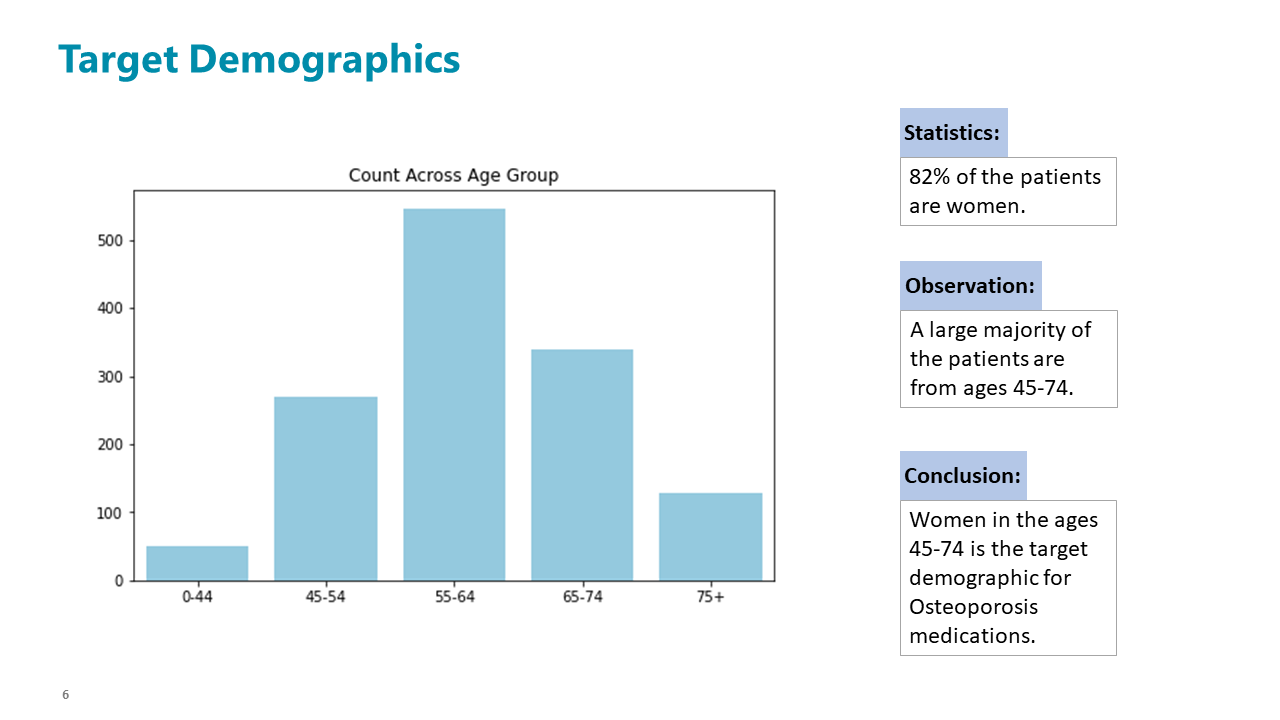 Target Demographics
Count Across Age Group
500
400
300
200
100
0
0-44
45-54
55-64
65-74
75+
Statistics:
82% of the patients
are women.
Observation:
A large majority of
the patients are
from ages 45-74.
Conclusion:
Women in the ages
45-74 is the target
demographic for
Osteoporosis
medications.
6